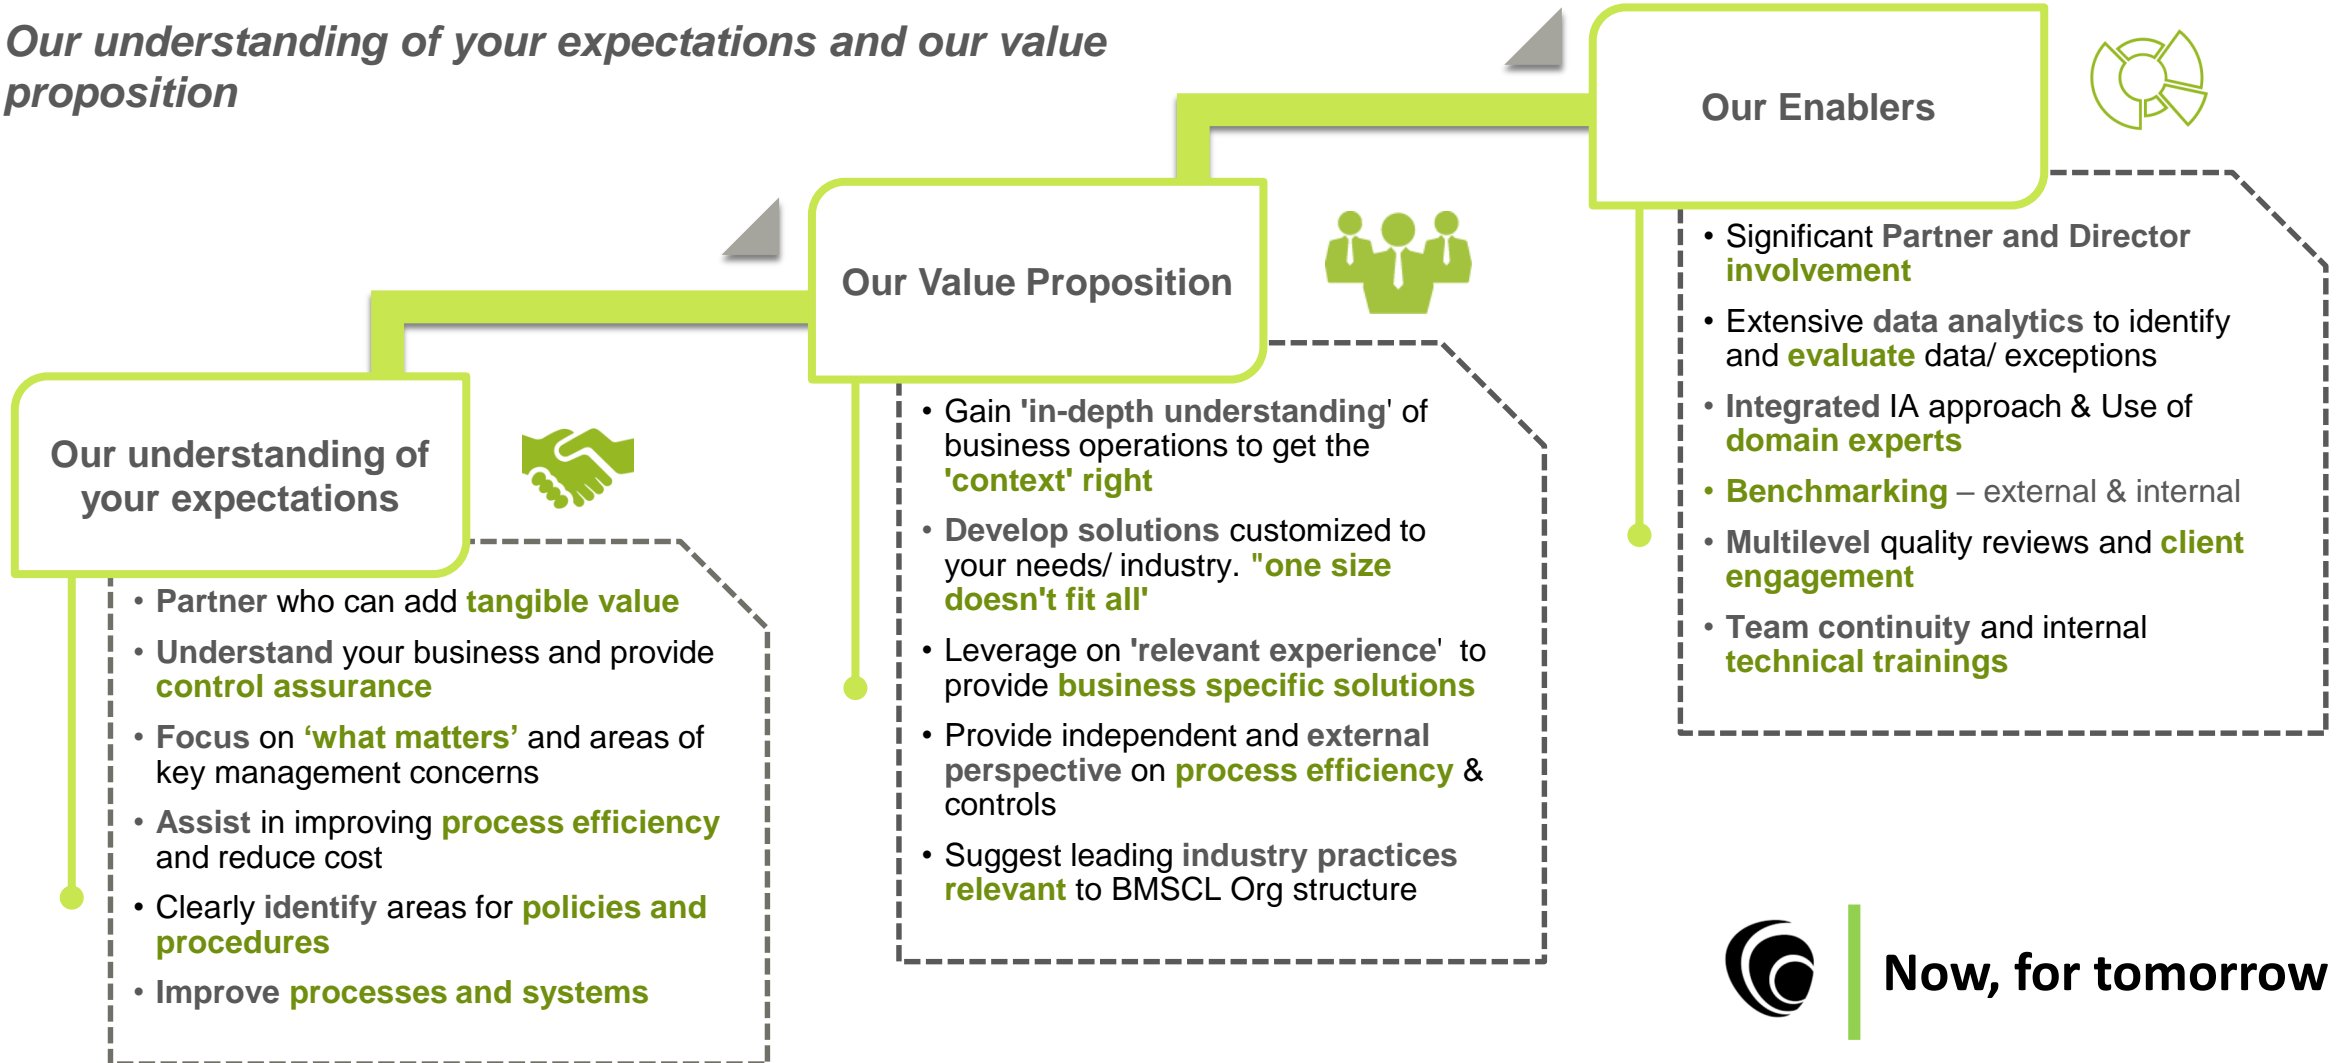 Our understanding of your expectations and our value
proposition
Our understanding of
your expectations
• Partner who can add tangible value
• Understand your business and provide
control assurance
• Focus on ‘what matters’ and areas of
key management concerns
• Assist in improving process efficiency
and reduce cost
• Clearly identify areas for policies and
procedures
• Improve processes and systems
Our Value Proposition
• Gain 'in-depth understanding' of
business operations to get the
'context' right
• Develop solutions customized to
your needs/ industry. "one size
doesn't fit all'
• Leverage on 'relevant experience'  to
provide business specific solutions
• Provide independent and external
perspective on process efficiency &
controls
• Suggest leading industry practices
relevant to BMSCL Org structure
Our Enablers
• Significant Partner and Director
involvement
• Extensive data analytics to identify
and evaluate data/ exceptions
• Integrated IA approach & Use of
domain experts
• Benchmarking – external & internal
• Multilevel quality reviews and client
engagement
• Team continuity and internal
technical trainings
Now, for tomorrow